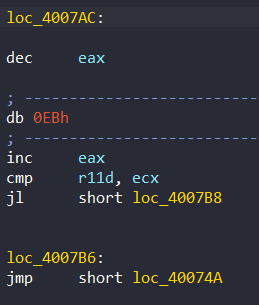 loc_4007AC:
dec eax
; ----------------------------
db 0EBh
; ----------------------------
inc eax
cmp r11d, ecx
jl short loc_4007B8
loc_4007B6:
jmp short loc_40074A